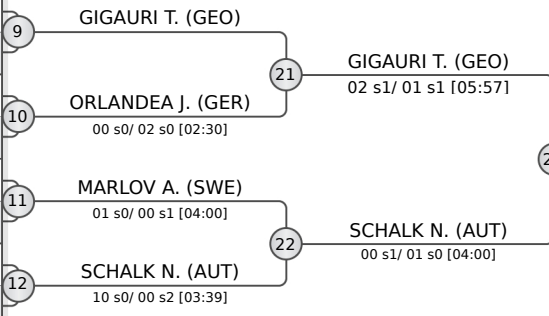 GIGAURI T. (GEO)
9
21
GIGAURI T. (GEO)
02 s1/ 01 s1 [05:57]
ORLANDEA J. (GER)
10
00 s0/ 02 s0 [02:30]
MARLOV A. (SWE)
11
01 s0/ 00 s1 [04:00]
22
SCHALK N. (AUT)
00 s1/ 01 s0 [04:00]
SCHALK N. (AUT)
12
10 s0/ 00 s2 [03:39]